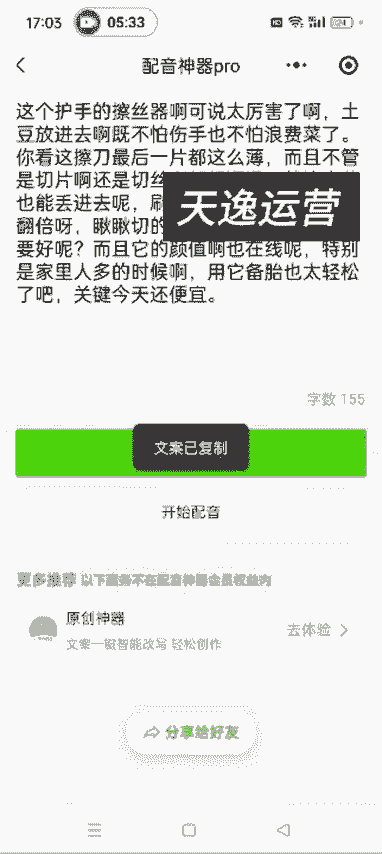 17:03
05:33
配音神器pro
这个护手的擦丝器啊可说太厉害了啊，土
豆放进去啊既不怕伤手也不怕浪费菜了。
你看这擦刀最后一片都这么薄，而且不管
是切片啊还是切丝
也能丢进去呢，刷
天逸运营
翻倍呀，瞅瞅切的
要好呢？而且它的颜值啊也在线呢，特别
是家里人多的时候啊，用它备胎也太轻松
了吧，关键今天还便宜。
字数 155
文案已复制
开始配音
更多推荐 以下服务不在配音神器会员权益内
原创神器
去体验
文案一键智能改写 轻松创作
分享给好友